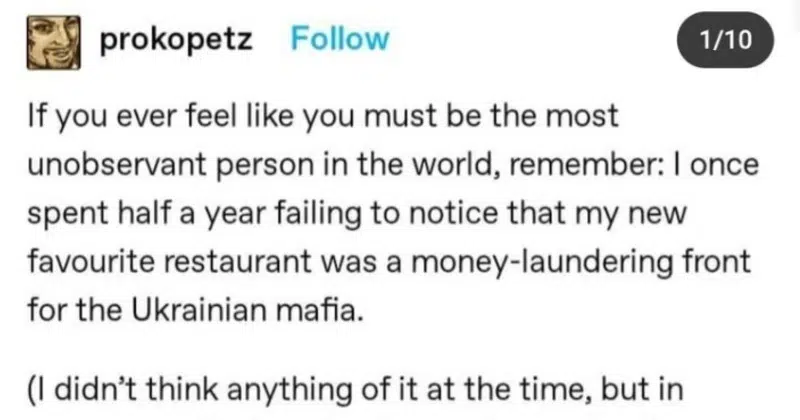 prokopetz Follow
1/10
If you ever feel like you must be the most
unobservant person in the world, remember: I once
spent half a year failing to notice that my new
favourite restaurant was a money-laundering front
for the Ukrainian mafia.
(I didn't think anything of it at the time, but in